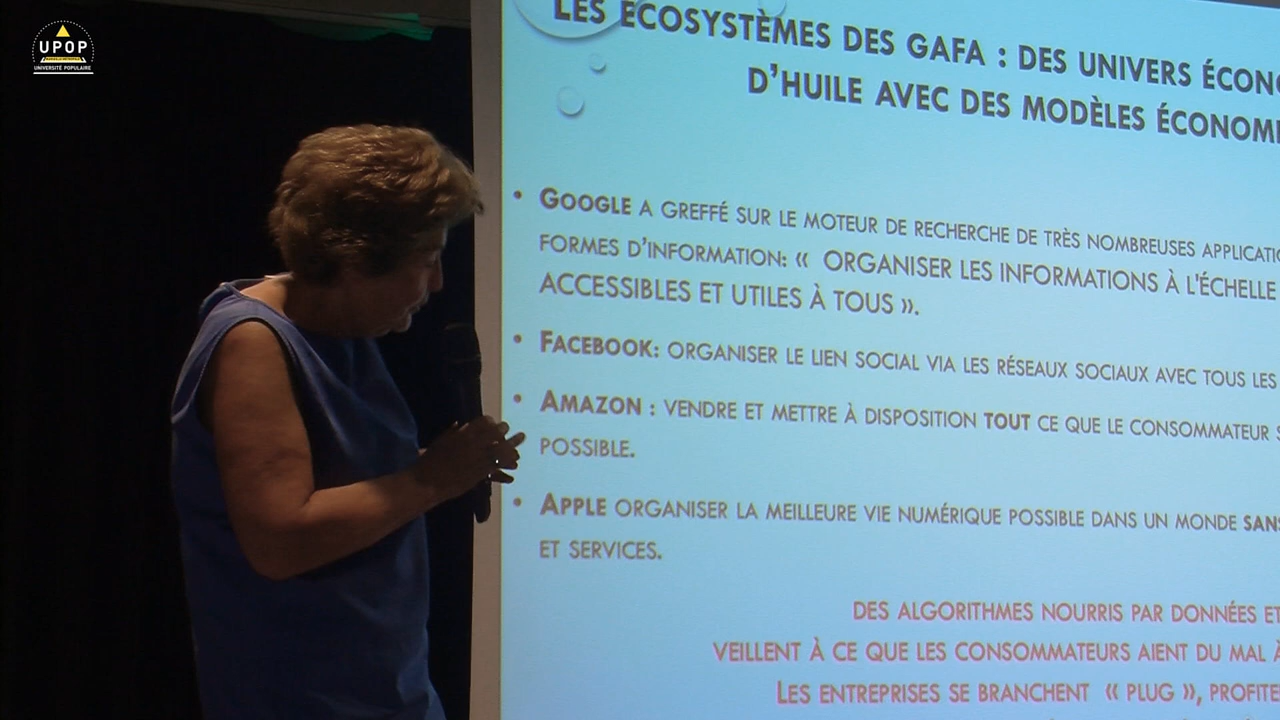 UPOP
UNIVERSITÉ POPULAIRE
LES ÉCOSYSTÈMES DES GAFA : DES UNIVERS ÉCON
D'HUILE AVEC DES MODÈLES ÉCONOM
• GOOGLE A GREFFÉ SUR LE MOTEUR DE RECHERCHE DE TRÈS NOMBREUSES APPLICATI
FORMES D'INFORMATION: « ORGANISER LES INFORMATIONS À L'ÉCHELLE
ACCESSIBLES ET UTILES À TOUS ».
• FACEBOOK: ORGANISER LE LIEN SOCIAL VIA LES RÉSEAUX SOCIAUX AVEC TOUS LES
• AMAZON : VENDRE ET METTRE À DISPOSITION TOUT CE QUE LE CONSOMMATEUR S
POSSIBLE.
• APPLE ORGANISER LA MEILLEURE VIE NUMÉRIQUE POSSIBLE DANS UN MONDE SANS
ET SERVICES.
DES ALGORITHMES NOURRIS PAR DONNÉES ET
VEILLENT À CE QUE LES CONSOMMATEURS AIENT DU MAL À
LES ENTREPRISES SE BRANCHENT « PLUG », PROFITE